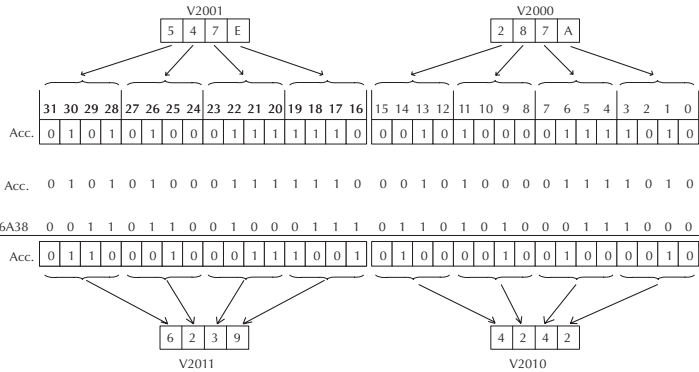 V2001 V2000
5 4 7 E 2 8 7 A
31 30 29 28 27 26 25 24 23 22 21 20 19 18 17 16 15 14 13 12 11 10 9 8 7 6 5 4 3 2 1 0
Acc. 0 1 0 1 0 1 0 0 0 1 1 1 1 1 1 0 0 0 1 0 1 0 0 0 0 1 1 1 1 0 1 0
Acc. 0 1 0 1 0 1 0 0 0 1 1 1 1 1 1 0 0 0 1 0 1 0 0 0 0 1 1 1 1 0 1 0
6A38 0 0 1 1 0 1 1 0 0 1 0 0 0 1 1 1 0 1 1 0 1 0 1 0 0 0 1 1 1 0 0 0
Acc. 0 1 1 0 0 0 1 0 0 0 1 1 1 0 0 1 0 1 0 0 0 0 1 0 0 1 0 0 0 0 1 0
6 2 3 9 4 2 4 2
V2011 V2010